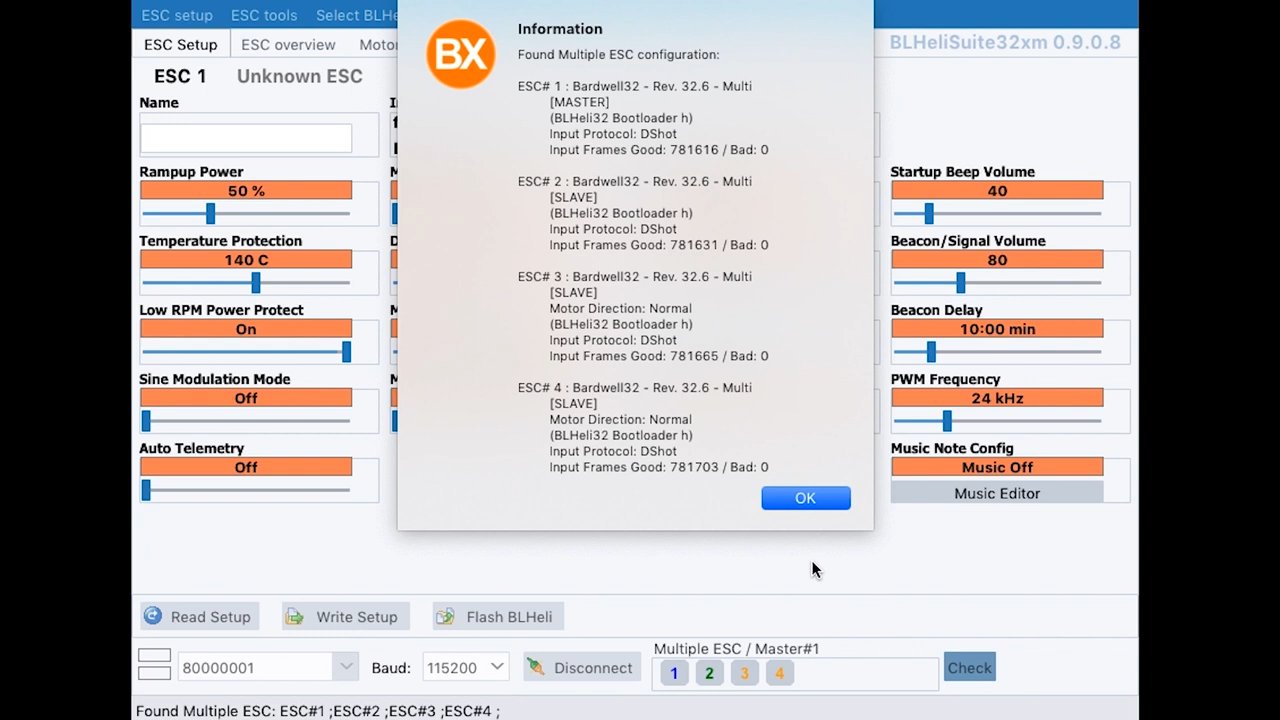 ESC setup ESC tools Select BLHe
ESC Setup ESC overview Motor
BLHeliSuite32xm 0.9.0.8
ESC 1 Unknown ESC
Name
Rampup Power
50 %
Temperature Protection
140 C
Low RPM Power Protect
On
Sine Modulation Mode
Off
Auto Telemetry
Off
BX
Information
Found Multiple ESC configuration:
ESC# 1 : Bardwell32 - Rev. 32.6 - Multi
[MASTER]
(BLHeli32 Bootloader h)
Input Protocol: DShot
Input Frames Good: 781616 / Bad: 0
ESC# 2 : Bardwell32 - Rev. 32.6 - Multi
[SLAVE]
(BLHeli32 Bootloader h)
Input Protocol: DShot
Input Frames Good: 781631 / Bad: 0
ESC# 3 : Bardwell32 - Rev. 32.6 - Multi
[SLAVE]
Motor Direction: Normal
(BLHeli32 Bootloader h)
Input Protocol: DShot
Input Frames Good: 781665 / Bad: 0
ESC# 4 : Bardwell32 - Rev. 32.6 - Multi
[SLAVE]
Motor Direction: Normal
(BLHeli32 Bootloader h)
Input Protocol: DShot
Input Frames Good: 781703 / Bad: 0
OK
Startup Beep Volume
40
Beacon/Signal Volume
80
Beacon Delay
10:00 min
PWM Frequency
24 kHz
Music Note Config
Music Off
Music Editor
Read Setup Write Setup Flash BLHeli
80000001 Baud: 115200 Disconnect
Multiple ESC / Master#1
1 2 3 4 Check
Found Multiple ESC: ESC#1 ;ESC#2 ;ESC#3 ;ESC#4 ;